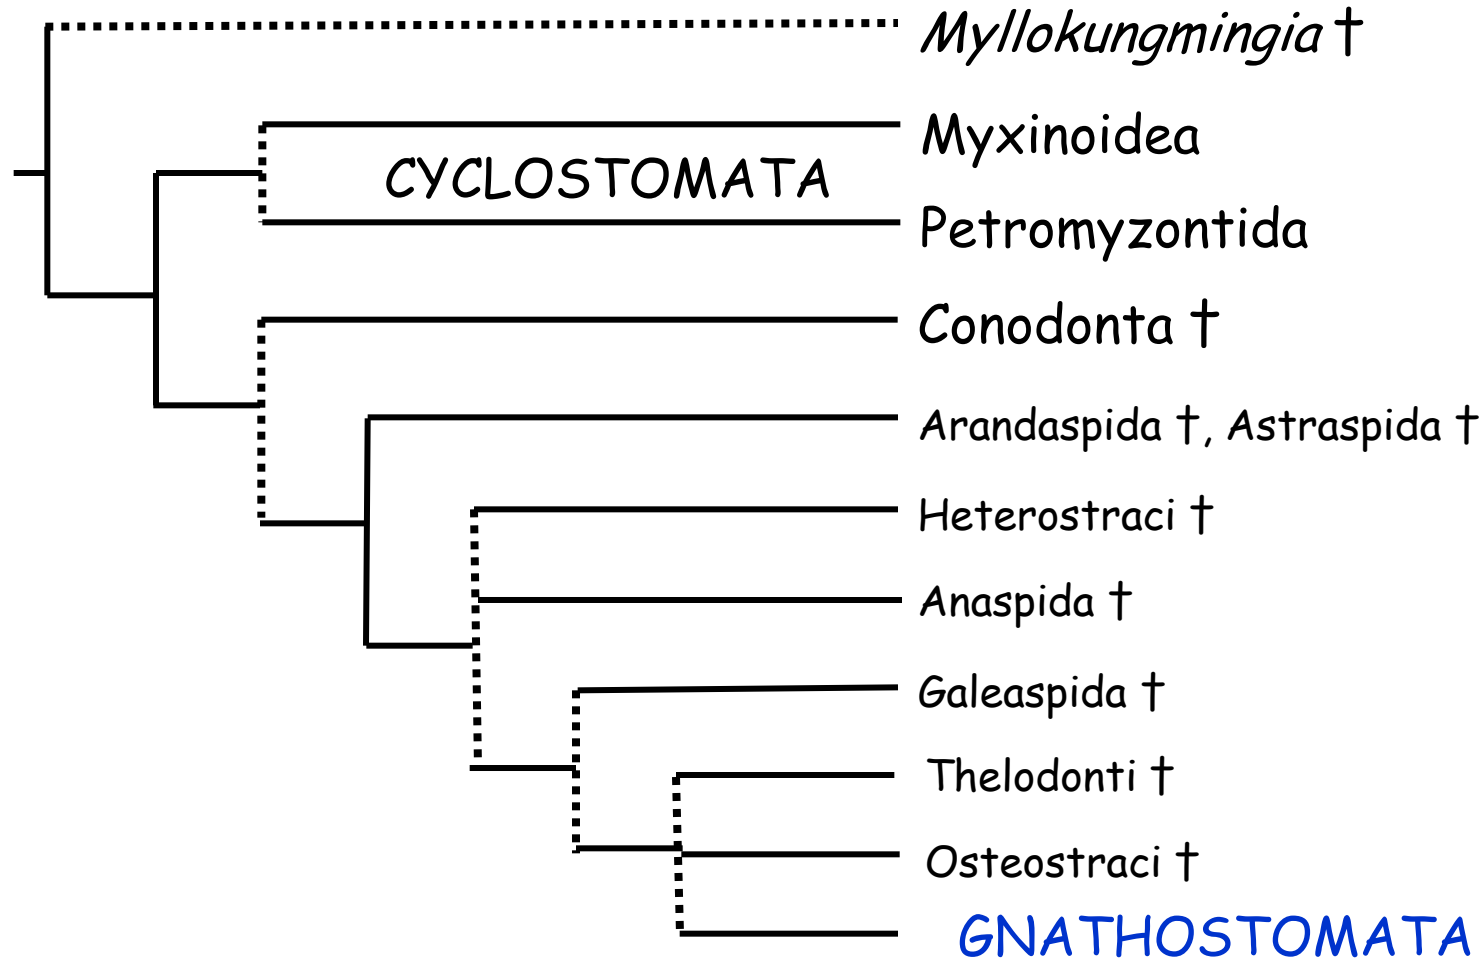 Myllokungmingia †
Myxinoidea
CYCLOSTOMATA
Petromyzontida
Conodonta †
Arandaspida †, Astraspida †
Heterostraci †
Anaspida †
Galeaspida †
Thelodonti †
Osteostraci †
GNATHOSTOMATA